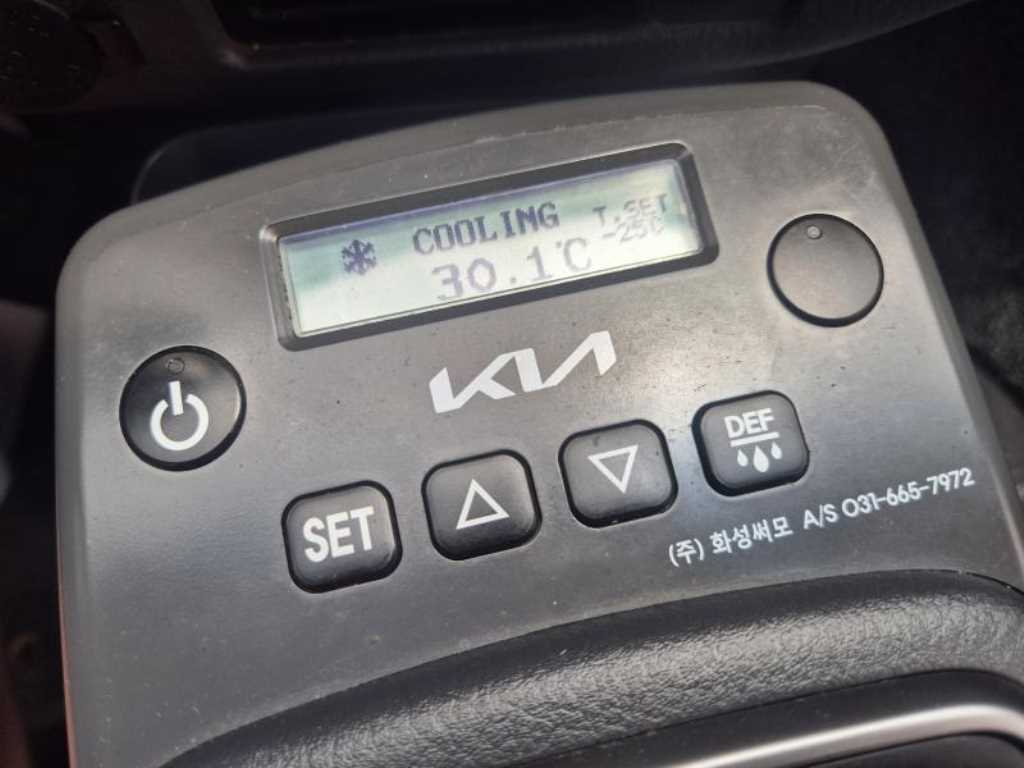 COOLING T.SET
30.1℃ -25C
KIA
SET
DEF
(주) 화성써모 A/S 031-665-7972